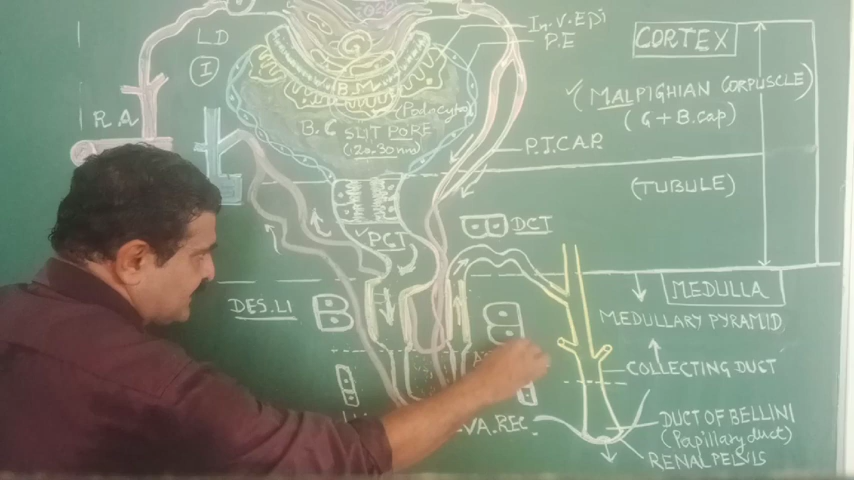 In.V.Epi
P.E
CORTEX
LD
I
B.M
(Podocytes)
MALPIGHIAN CORPUSCLE)
(G + B.cap)
R.A
B.C SLIT PORE
(20-30nm)
P.T.CAP.
(TUBULE)
PCT
DCT
DES.LI
MEDULLA
MEDULLARY PYRAMID
COLLECTING DUCT
VA.REC.
DUCT OF BELLINI
(Papillary duct)
RENAL PELVIS